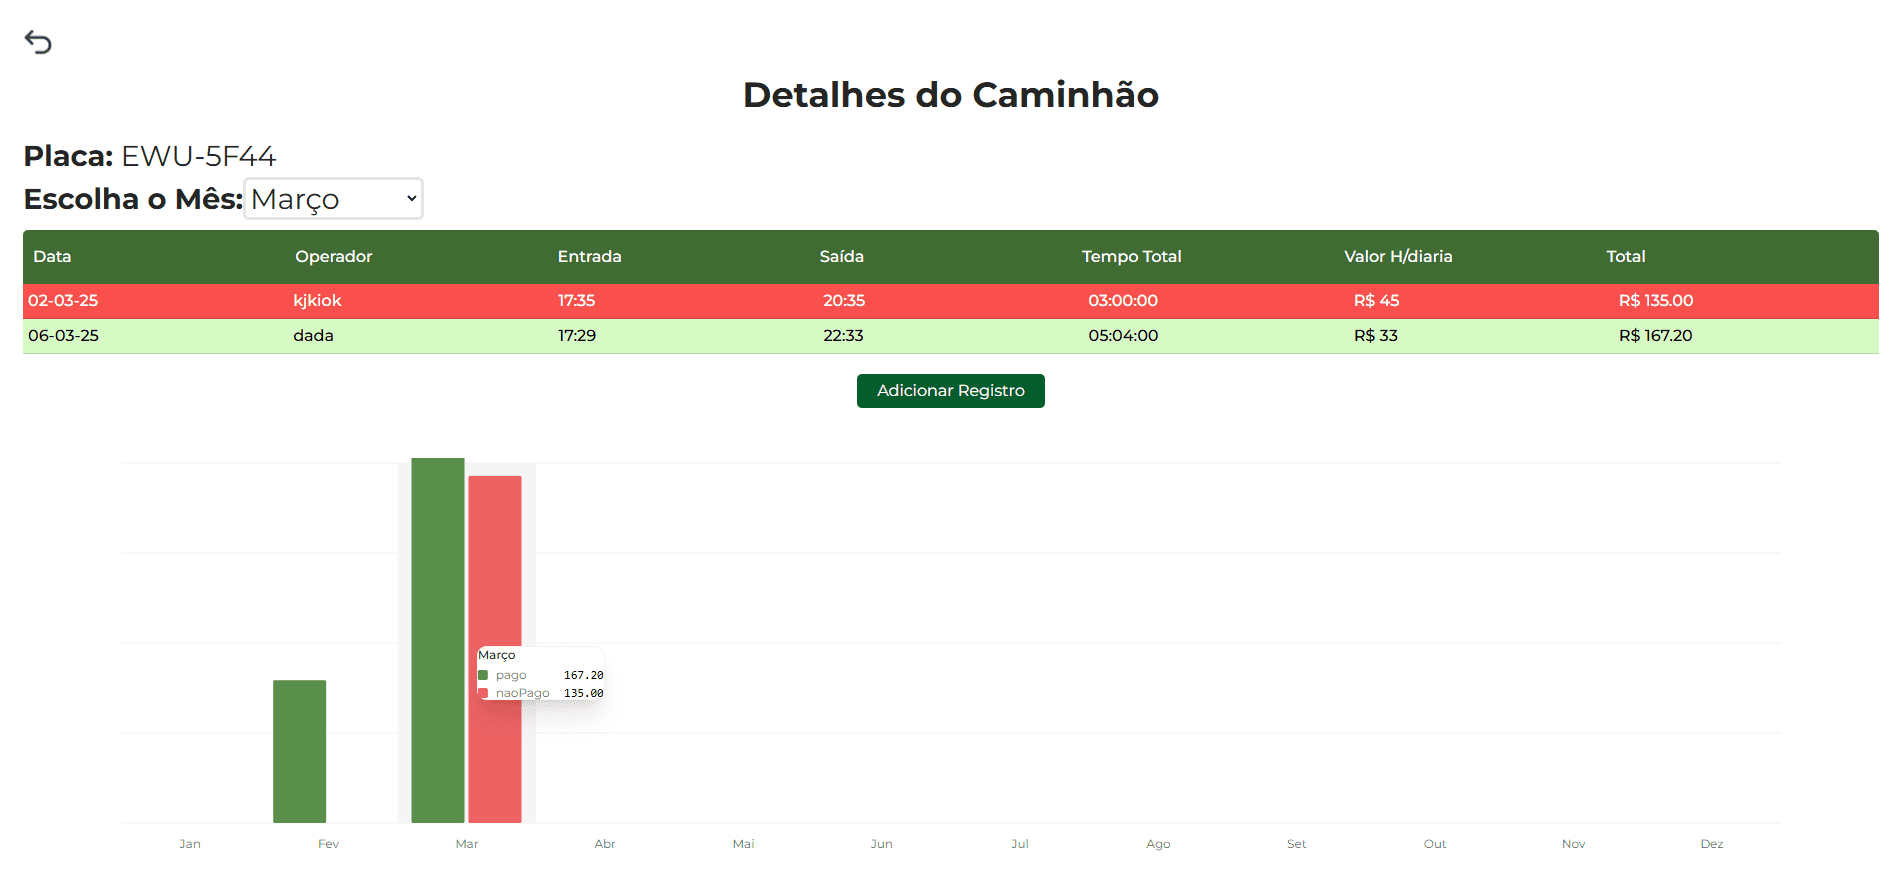 Detalhes do Caminhão
Placa: EWU-5F44
Escolha o Mês: Março
Data Operador Entrada Saída Tempo Total Valor H/diaria Total
02-03-25 kjkiok 17:35 20:35 03:00:00 R$ 45 R$ 135.00
06-03-25 dada 17:29 22:33 05:04:00 R$ 33 R$ 167.20
Adicionar Registro
Março
pago 167.20
naoPago 135.00
Jan Fev Mar Abr Mai Jun Jul Ago Set Out Nov Dez